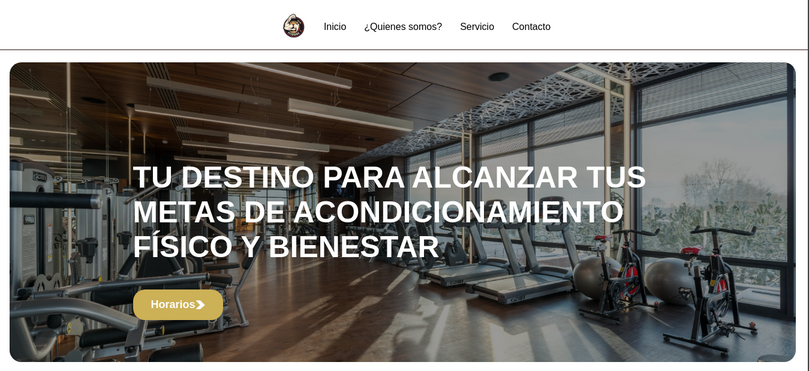 Inicio ¿Quienes somos? Servicio Contacto
TU DESTINO PARA ALCANZAR TUS
METAS DE ACONDICIONAMIENTO
FÍSICO Y BIENESTAR
Horarios